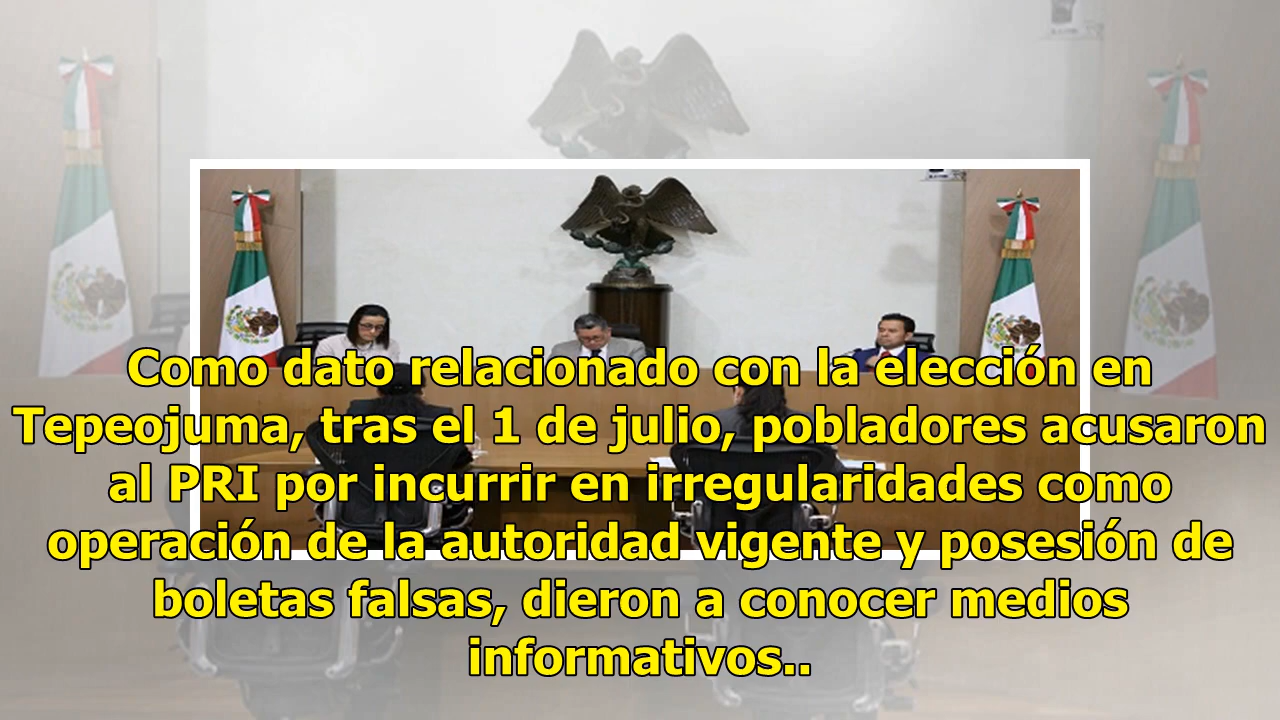 Como dato relacionado con la elección en
Tepeojuma, tras el 1 de julio, pobladores acusaron
al PRI por incurrir en irregularidades como
operación de la autoridad vigente y posesión de
boletas falsas, dieron a conocer medios
informativos..